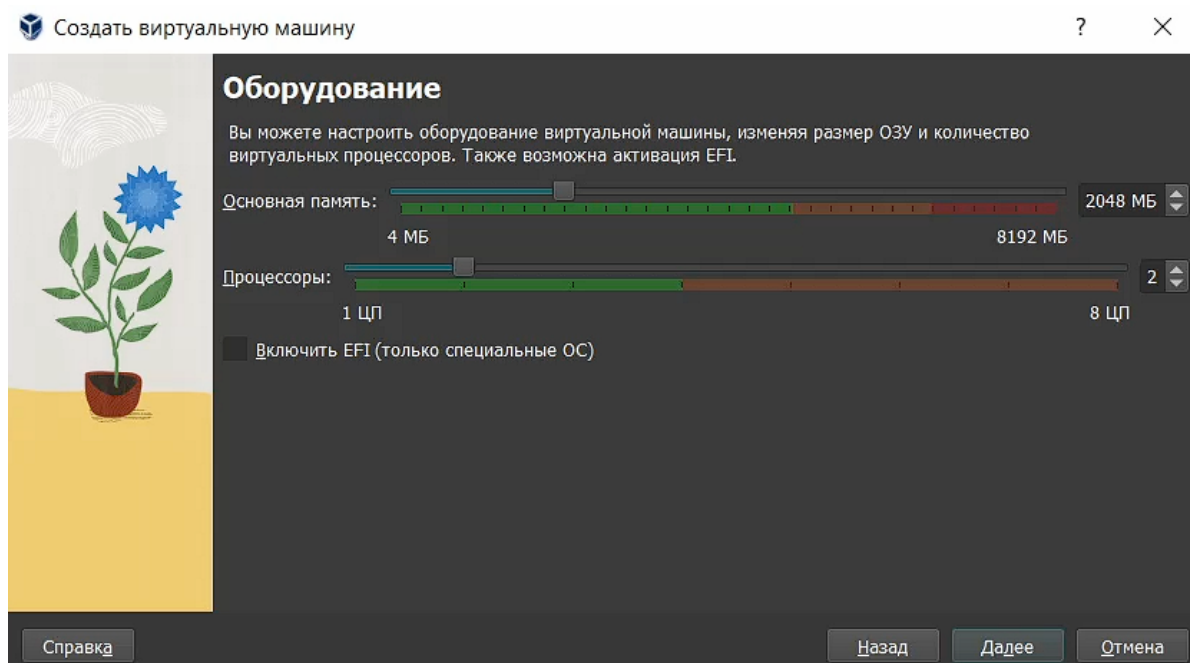 Создать виртуальную машину
?
Оборудование
Вы можете настроить оборудование виртуальной машины, изменяя размер ОЗУ и количество
виртуальных процессоров. Также возможна активация EFI.
Основная память:
2048 МБ
4 МБ
8192 МБ
Процессоры:
2
1 ЦП
8 ЦП
Включить EFI (только специальные ОС)
Справка
Назад
Далее
Отмена